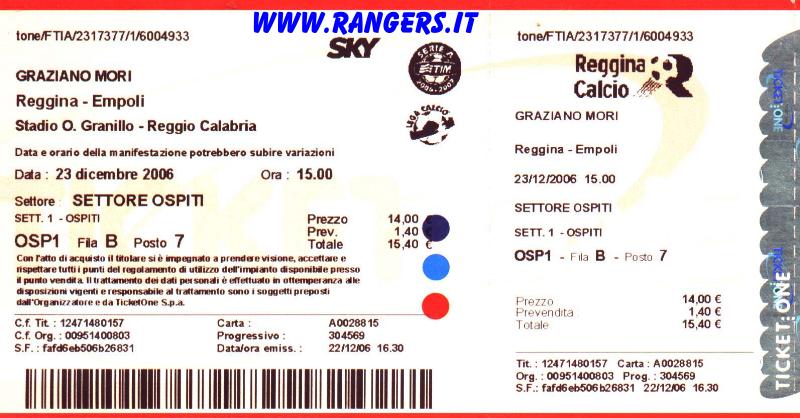 WWW.RANGERS.IT
tone/FTIA/2317377/1/6004933
SKY
SERIE A
TIM
2006-2007
GRAZIANO MORI
Reggina - Empoli
Stadio O. Granillo - Reggio Calabria
LEGA CALCIO
Data e orario della manifestazione potrebbero subire variazioni
Data : 23 dicembre 2006 Ora : 15.00
Settore : SETTORE OSPITI
SETT. 1 - OSPITI
Prezzo 14,00 €
Prev. 1,40 €
OSP1 Fila B Posto 7
Totale 15,40 €
Con l'atto di acquisto il titolare si è impegnato a prendere visione, accettare e
rispettare tutti i punti del regolamento di utilizzo dell'impianto disponibile presso
il punto vendita. Il trattamento dei dati personali è effettuato in ottemperanza alle
disposizioni vigenti e responsabile al trattamento sono i soggetti preposti
dall'Organizzatore e da TicketOne S.p.a.
C.f. Tit. : 12471480157 Carta : A0028815
C.f. Org. : 00951400803 Progressivo : 304569
S.F. : fafd6eb506b26831 Data/ora emiss. : 22/12/06 16.30
tone/FTIA/2317377/1/6004933
Reggina
Calcio
GRAZIANO MORI
Reggina - Empoli
23/12/2006 15.00
SETTORE OSPITI
SETT. 1 - OSPITI
OSP1 - Fila B - Posto 7
Prezzo 14,00 €
Prevendita 1,40 €
Totale 15,40 €
Tit. : 12471480157 Carta : A0028815
Org. : 00951400803 Prog. : 304569
S.F.: fafd6eb506b26831 22/12/06 16.30
TICKET:ONE